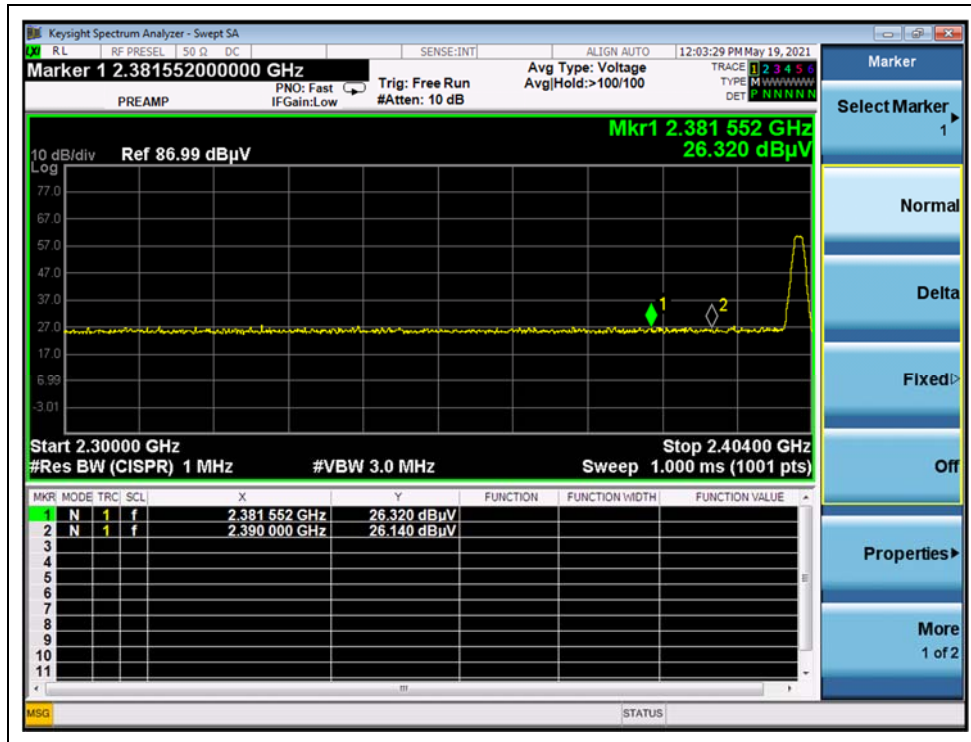 Keysight Spectrum Analyzer - Swept SA
LXI RL RF PRESEL 50 Ω DC SENSE:INT ALIGN AUTO 12:03:29 PM May 19, 2021
Marker 1 2.381552000000 GHz
PREAMP
PNO: Fast
IFGain:Low
Trig: Free Run
#Atten: 10 dB
Avg Type: Voltage
Avg|Hold:>100/100
TRACE 1 2 3 4 5 6
TYPE M W W W W W
DET P N N N N N
Mkr1 2.381 552 GHz
26.320 dBµV
10 dB/div Ref 86.99 dBµV
Log
77.0
67.0
57.0
47.0
37.0
27.0
17.0
6.99
-3.01
1
2
Start 2.30000 GHz Stop 2.40400 GHz
#Res BW (CISPR) 1 MHz #VBW 3.0 MHz Sweep 1.000 ms (1001 pts)
MKR MODE TRC SCL X Y FUNCTION FUNCTION WIDTH FUNCTION VALUE
1 N 1 f 2.381 552 GHz 26.320 dBµV
2 N 1 f 2.390 000 GHz 26.140 dBµV
3
4
5
6
7
8
9
10
11
MSG STATUS
Marker
Select Marker
1
Normal
Delta
Fixed
Off
Properties
More
1 of 2